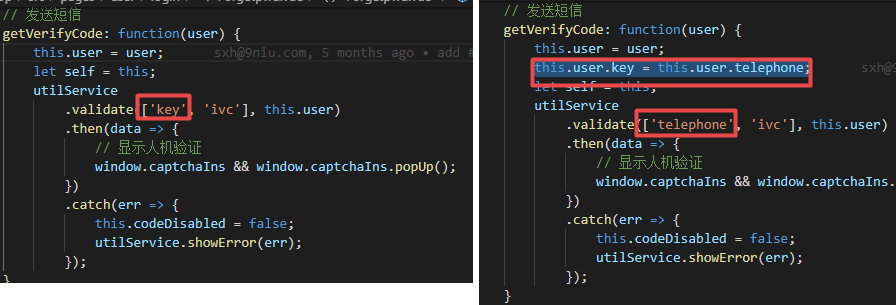 // 发送短信
getVerifyCode: function(user) {
this.user = user; sxh@9niu.com, 5 months ago • add
let self = this;
utilService
.validate(['key', 'ivc'], this.user)
.then(data => {
// 显示人机验证
window.captchaIns && window.captchaIns.popUp();
})
.catch(err => {
this.codeDisabled = false;
utilService.showError(err);
});
}
// 发送短信
getVerifyCode: function(user) {
this.user = user;
this.user.key = this.user.telephone; sxh@
let self = this;
utilService
.validate(['telephone', 'ivc'], this.user)
.then(data => {
// 显示人机验证
window.captchaIns && window.captchaIns.
})
.catch(err => {
this.codeDisabled = false;
utilService.showError(err);
});
}